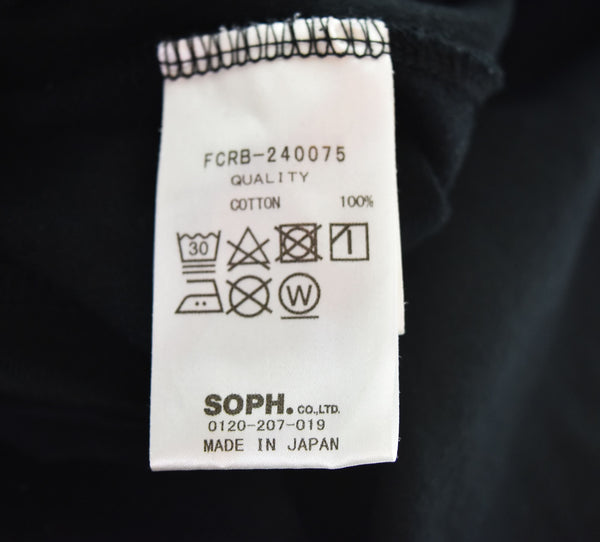 FCRB-240075
QUALITY
COTTON 100%
30
W
SOPH. CO.,LTD.
0120-207-019
MADE IN JAPAN